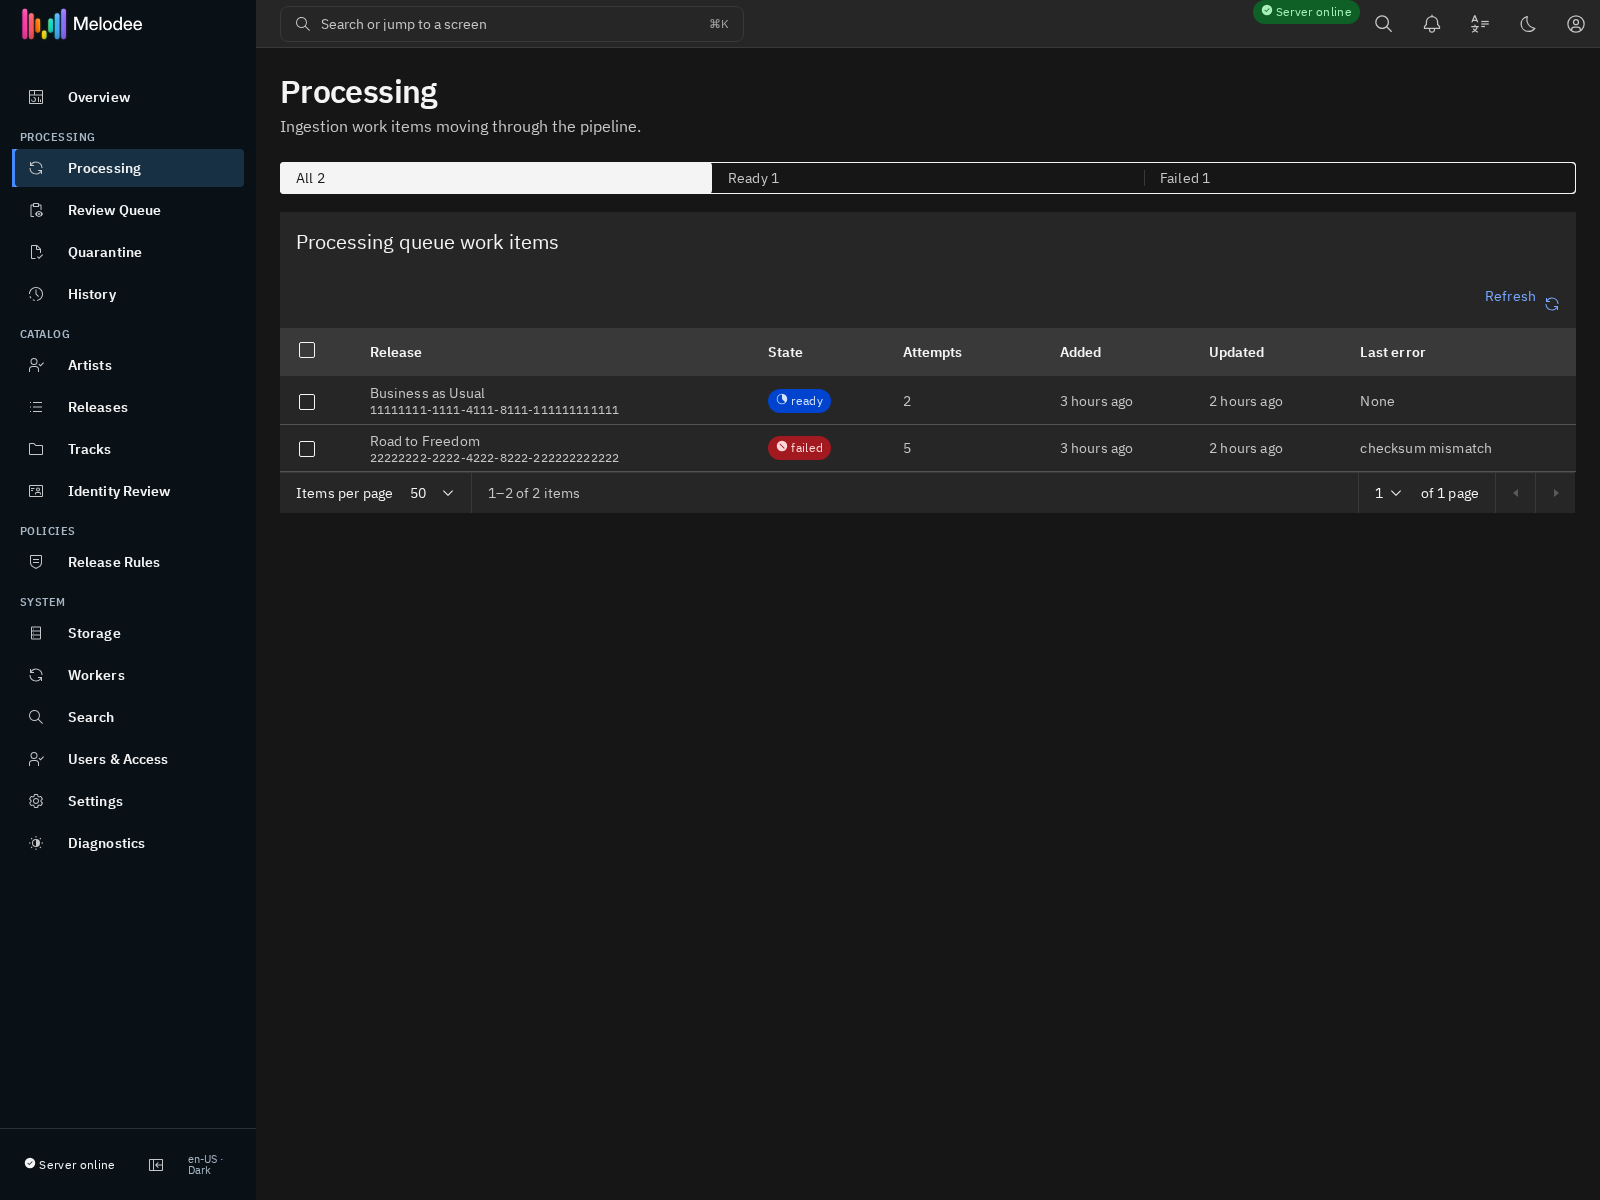 Melodee
Search or jump to a screen
⌘K
Server online
Overview
PROCESSING
Processing
Review Queue
Quarantine
History
CATALOG
Artists
Releases
Tracks
Identity Review
POLICIES
Release Rules
SYSTEM
Storage
Workers
Search
Users & Access
Settings
Diagnostics
Server online
en-US ·
Dark
Processing
Ingestion work items moving through the pipeline.
All 2
Ready 1
Failed 1
Processing queue work items
Refresh
Release State Attempts Added Updated Last error
Business as Usual
11111111-1111-4111-8111-111111111111
ready 2 3 hours ago 2 hours ago None
Road to Freedom
22222222-2222-4222-8222-222222222222
failed 5 3 hours ago 2 hours ago checksum mismatch
Items per page 50 1–2 of 2 items 1 of 1 page